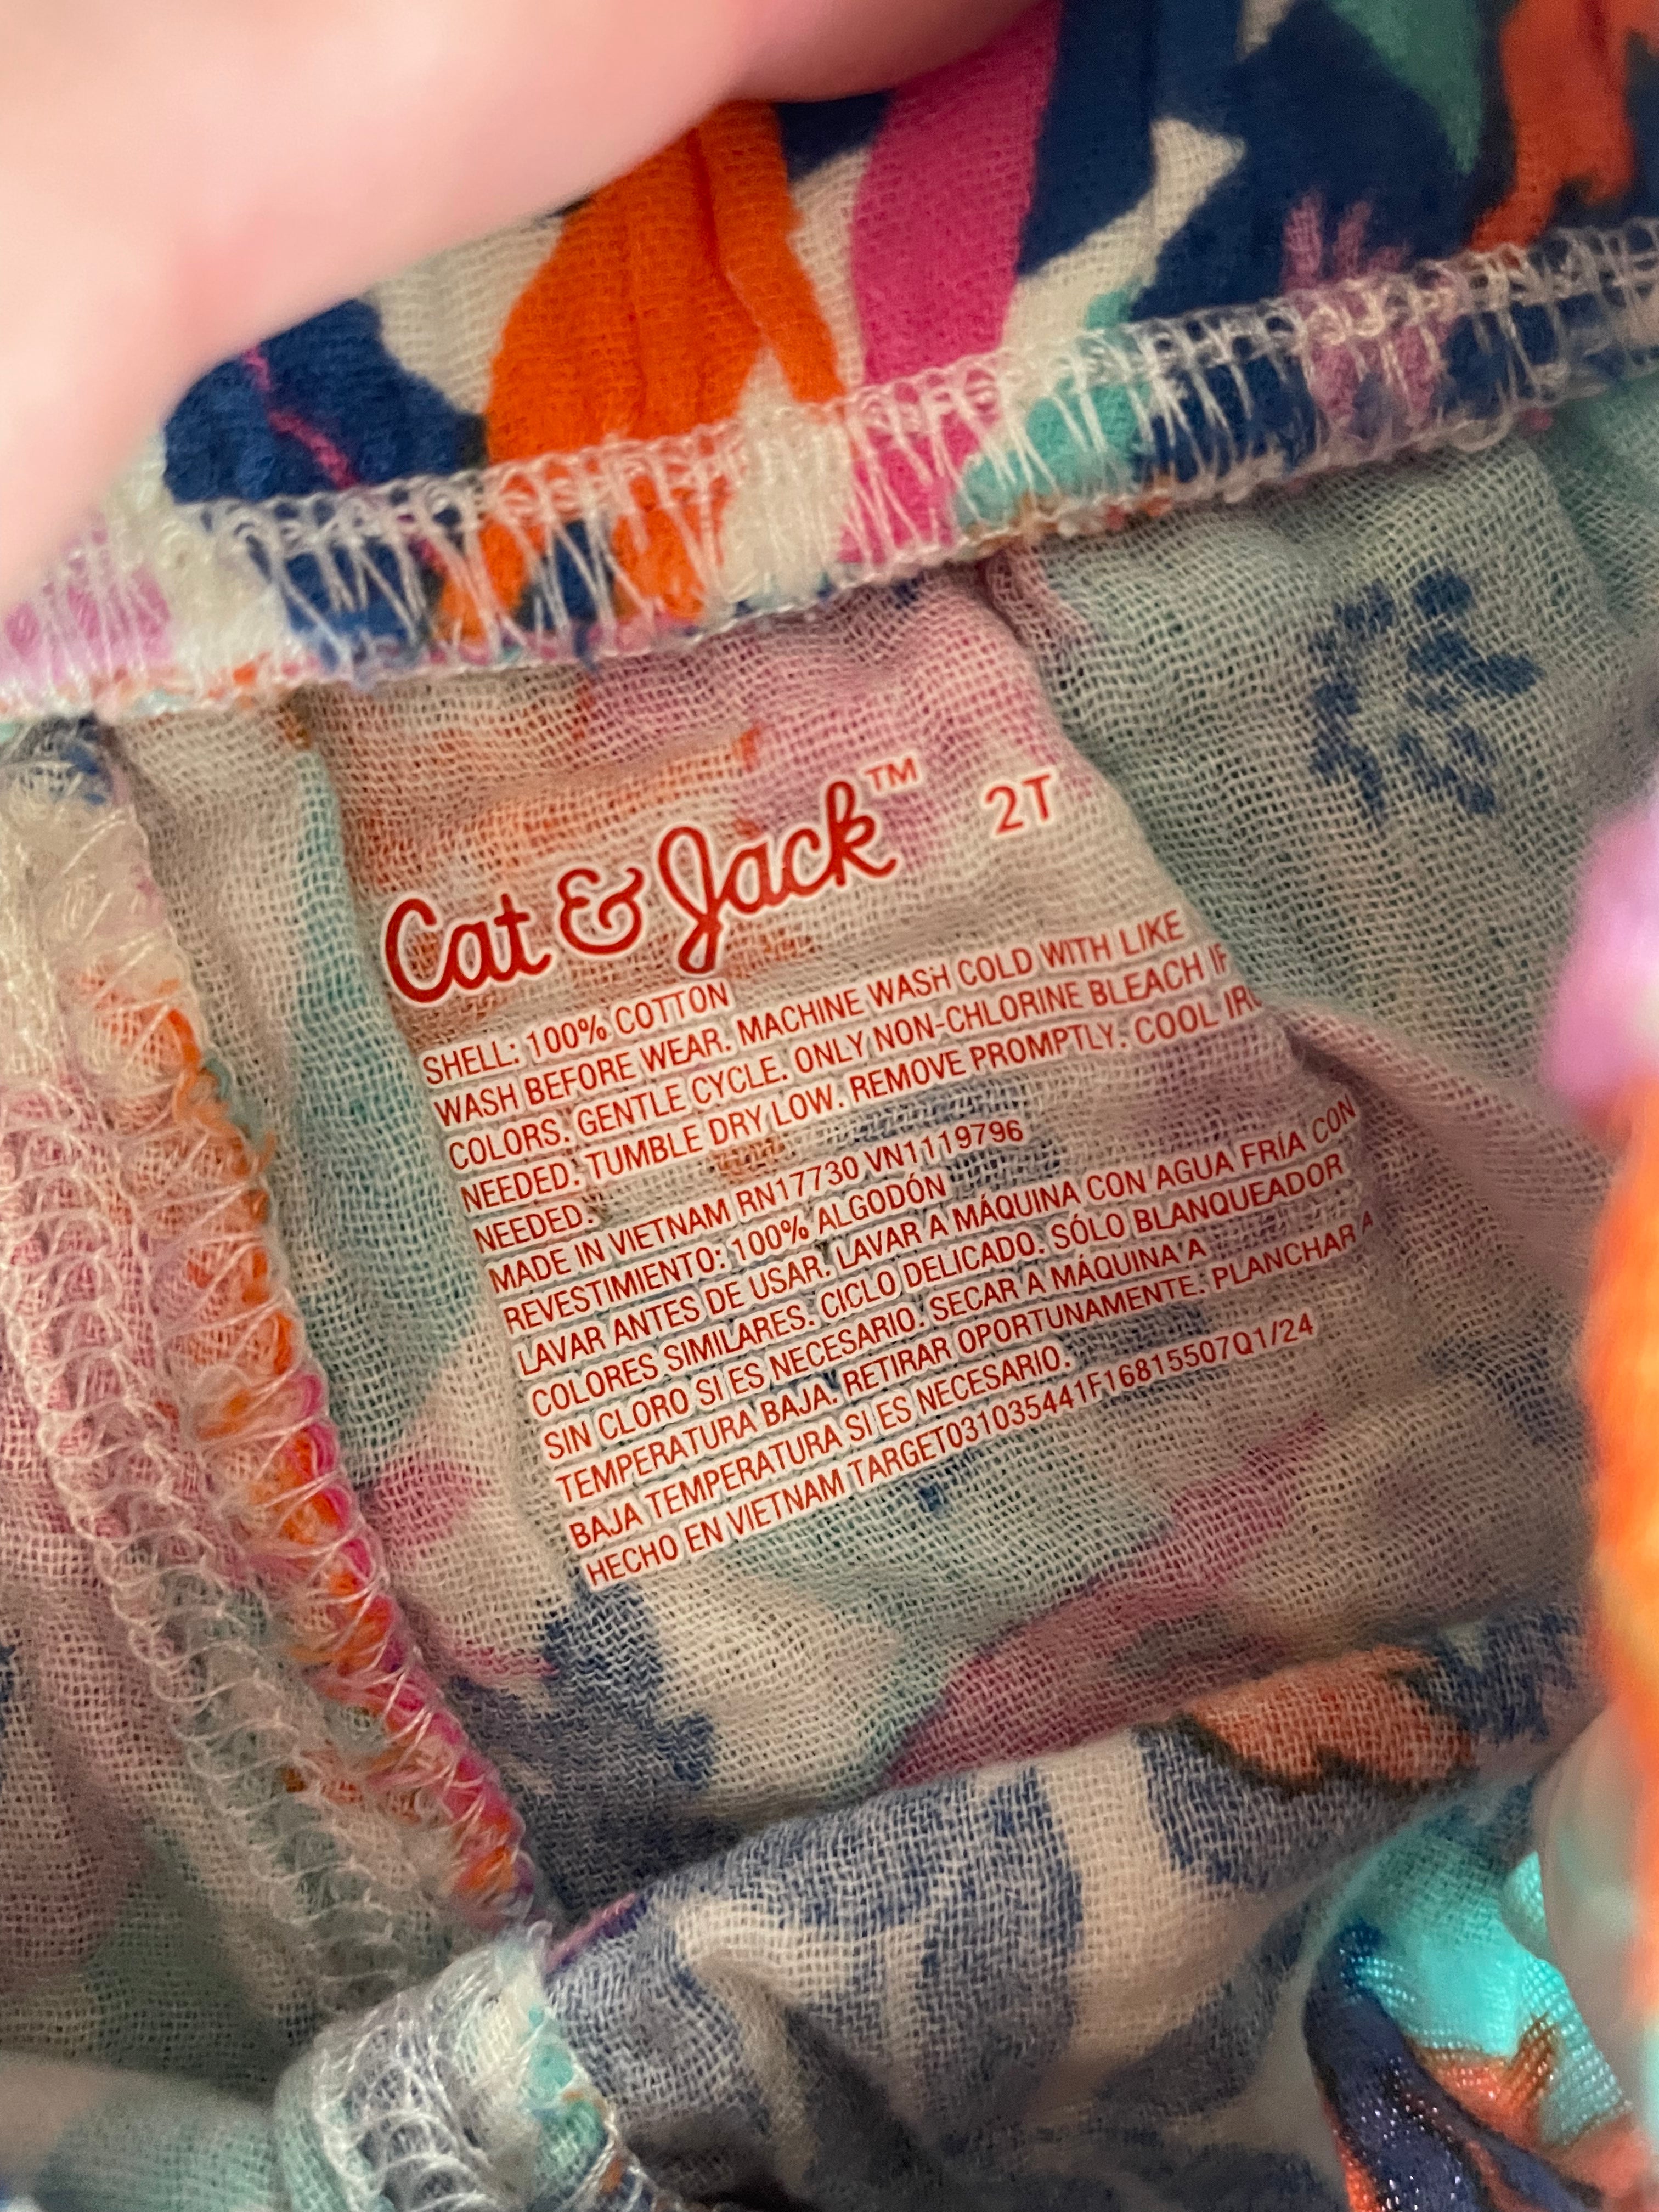 Cat & Jack™ 2T
SHELL: 100% COTTON
WASH BEFORE WEAR. MACHINE WASH COLD WITH LIKE
COLORS. GENTLE CYCLE. ONLY NON-CHLORINE BLEACH IF
NEEDED. TUMBLE DRY LOW. REMOVE PROMPTLY. COOL IRO
NEEDED.
MADE IN VIETNAM RN17730 VN1119796
REVESTIMIENTO: 100% ALGODÓN
LAVAR ANTES DE USAR. LAVAR A MÁQUINA CON AGUA FRÍA CON
COLORES SIMILARES. CICLO DELICADO. SÓLO BLANQUEADOR
SIN CLORO SI ES NECESARIO. SECAR A MÁQUINA A
TEMPERATURA BAJA. RETIRAR OPORTUNAMENTE. PLANCHAR A
BAJA TEMPERATURA SI ES NECESARIO.
HECHO EN VIETNAM TARGET031035441F16815507Q1/24